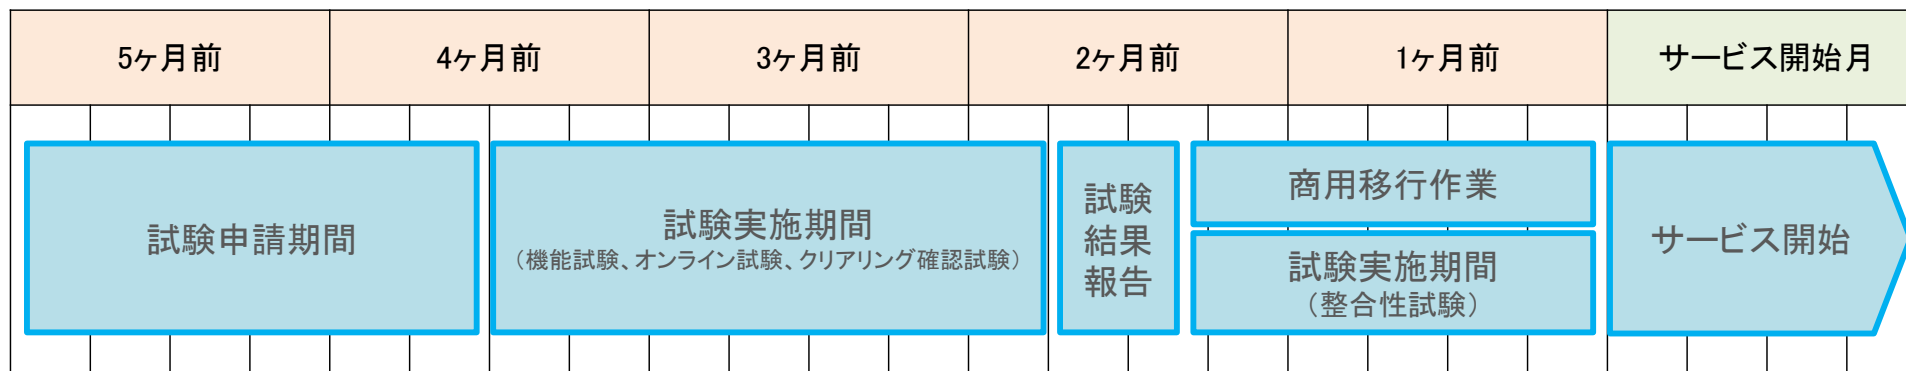 5ヶ月前
4ヶ月前
3ヶ月前
2ヶ月前
1ヶ月前
サービス開始月
試験申請期間
試験実施期間
（機能試験、オンライン試験、クリアリング確認試験）
試験
結果
報告
商用移行作業
試験実施期間
（整合性試験）
サービス開始